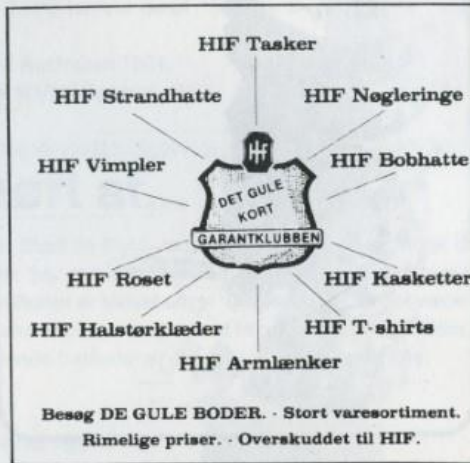 HIF Tasker
HIF Strandhatte
HIF Nøgleringe
HIF Vimpler
HIF Bobhatte
HIF
DET GULE
KORT
GARANTKLUBBEN
HIF Roset
HIF Kasketter
HIF Halstørklæder
HIF T-shirts
HIF Armlænker
Besøg DE GULE BODER. - Stort varesortiment.
Rimelige priser. - Overskuddet til HIF.